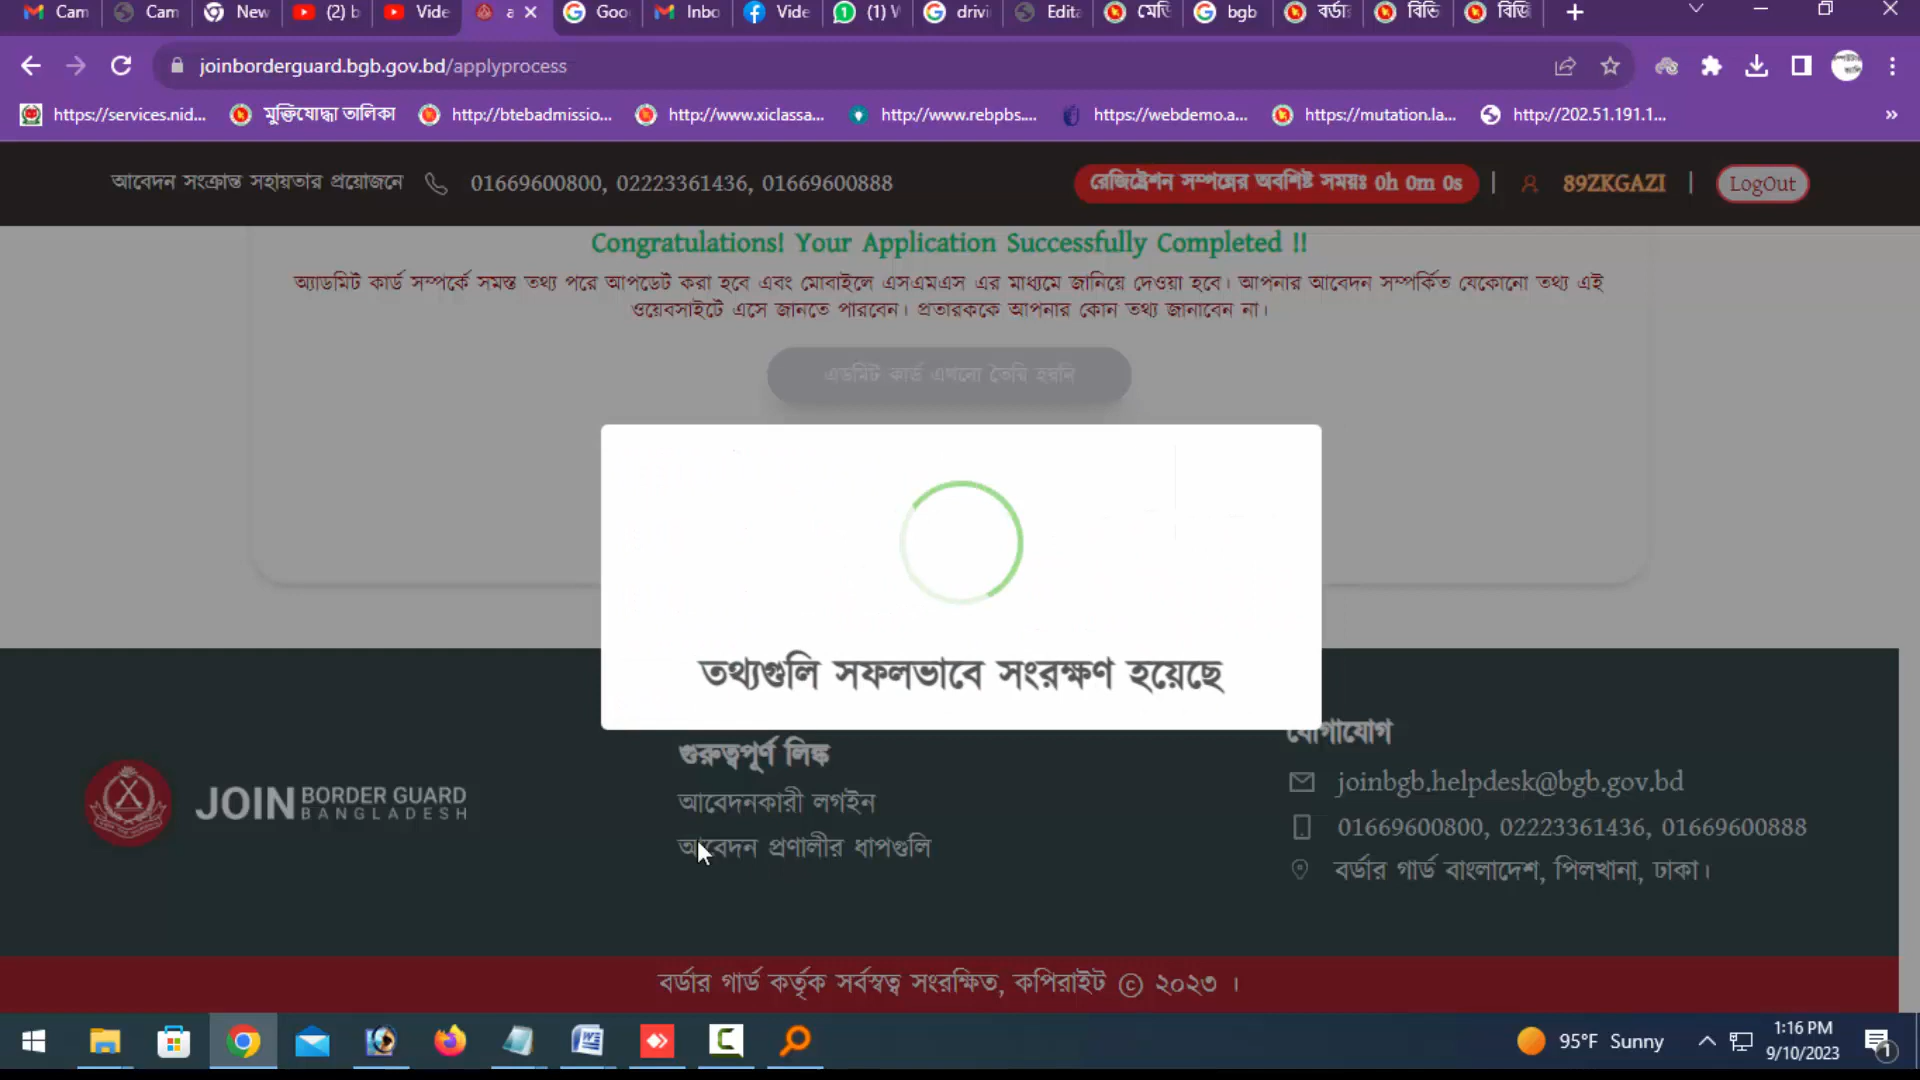 Cam
Cam
New
(2) b
Vide
a
Goo
Inbo
Vide
(1) V
drivi
Edita
মেডি
bgb
বর্ডা
বিভি
বিজি
joinborderguard.bgb.gov.bd/applyprocess
https://services.nid...
মুক্তিযোদ্ধা তালিকা
http://btebadmissio...
http://www.xiclassa...
http://www.rebpbs....
https://webdemo.a...
https://mutation.la...
http://202.51.191.1...
আবেদন সংক্রান্ত সহায়তার প্রয়োজনে 01669600800, 02223361436, 01669600888
রেজিষ্ট্রেশন সম্পন্নের অবশিষ্ট সময়ঃ 0h 0m 0s | 89ZKGAZI | LogOut
Congratulations! Your Application Successfully Completed !!
অ্যাডমিট কার্ড সম্পর্কে সমস্ত তথ্য পরে আপডেট করা হবে এবং মোবাইলে এসএমএস এর মাধ্যমে জানিয়ে দেওয়া হবে। আপনার আবেদন সম্পর্কিত যেকোনো তথ্য এই
ওয়েবসাইটে এসে জানতে পারবেন। প্রতারককে আপনার কোন তথ্য জানাবেন না।
এডমিট কার্ড এখনো তৈরি হয়নি
তথ্যগুলি সফলভাবে সংরক্ষণ হয়েছে
JOIN BORDER GUARD
BANGLADESH
গুরুত্বপূর্ণ লিঙ্ক
আবেদনকারী লগইন
আবেদন প্রণালীর ধাপগুলি
যোগাযোগ
joinbgb.helpdesk@bgb.gov.bd
01669600800, 02223361436, 01669600888
বর্ডার গার্ড বাংলাদেশ, পিলখানা, ঢাকা।
বর্ডার গার্ড কর্তৃক সর্বস্বত্ব সংরক্ষিত, কপিরাইট © ২০২৩ ।
95°F Sunny
1:16 PM
9/10/2023
1